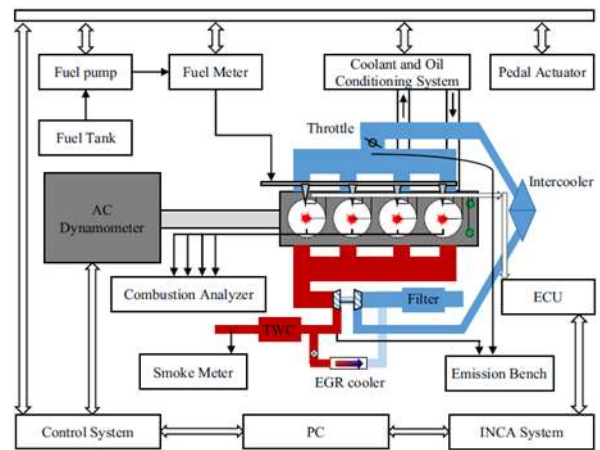 Fuel pump
Fuel Meter
Coolant and Oil
Conditioning System
Pedal Actuator
Fuel Tank
Throttle
Intercooler
AC
Dynamometer
Combustion Analyzer
Filter
ECU
TWC
Smoke Meter
EGR cooler
Emission Bench
Control System
PC
INCA System